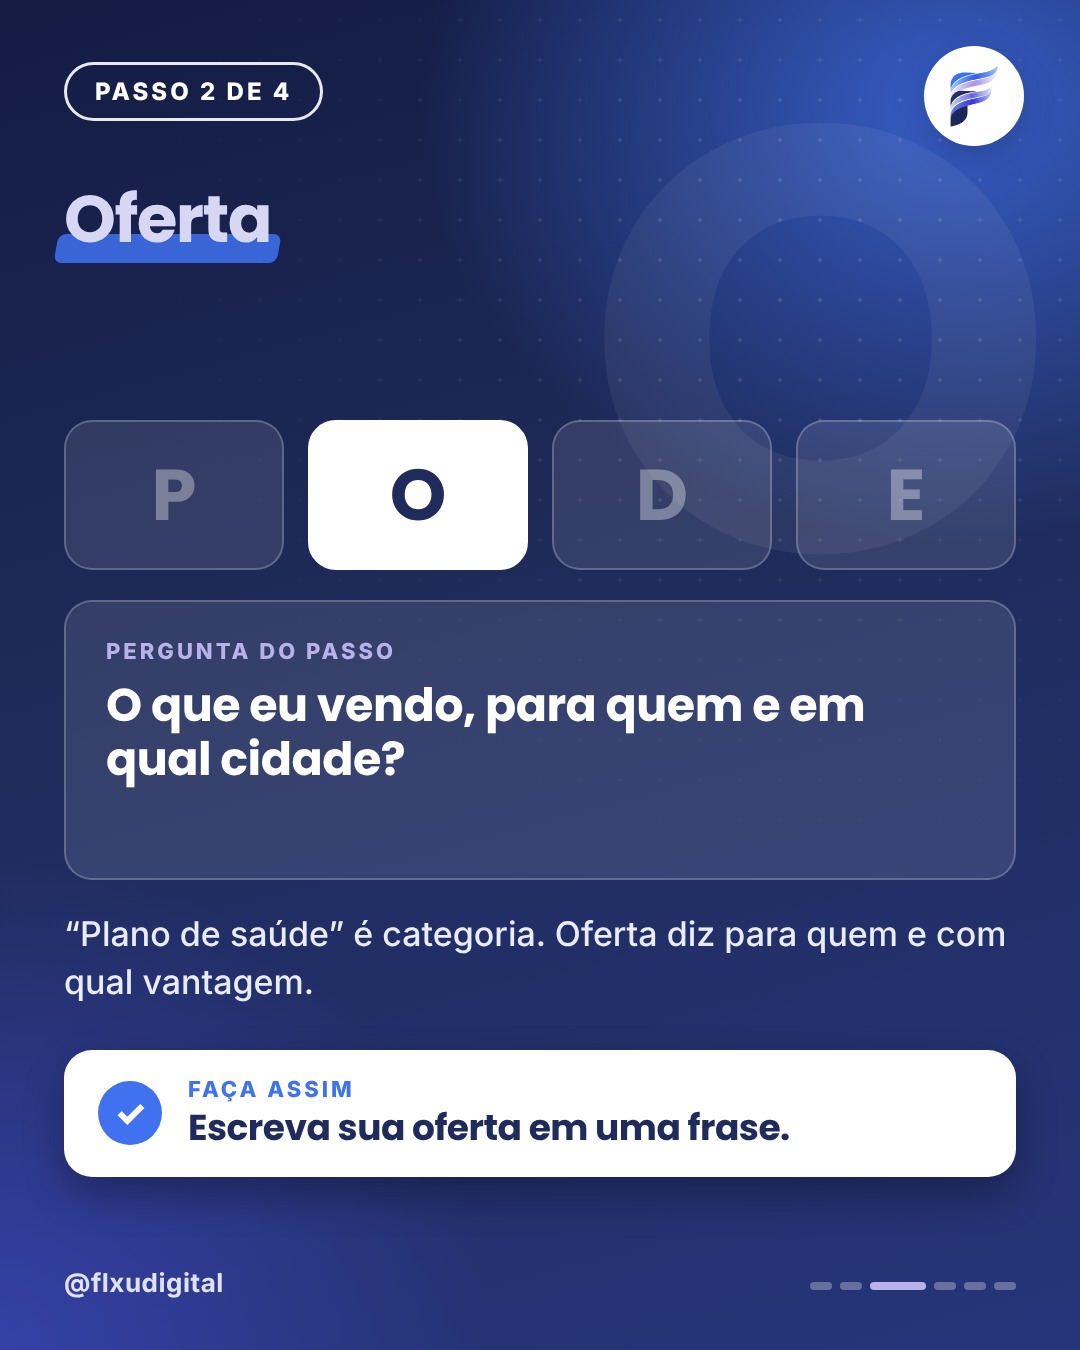 PASSO 2 DE 4
Oferta
P O D E
PERGUNTA DO PASSO
O que eu vendo, para quem e em
qual cidade?
“Plano de saúde” é categoria. Oferta diz para quem e com
qual vantagem.
FAÇA ASSIM
Escreva sua oferta em uma frase.
@flxudigital